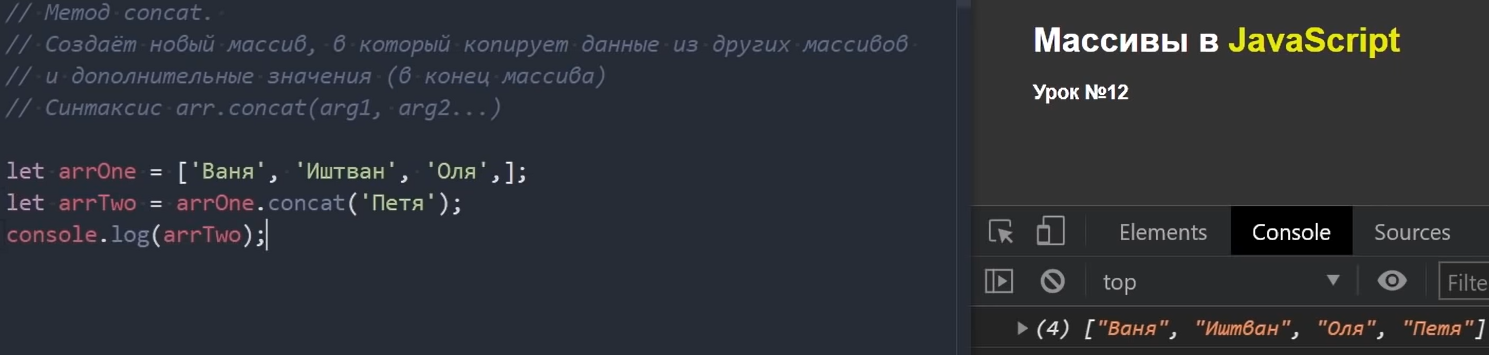 // Метод concat.
// Создаёт новый массив, в который копирует данные из других массивов
// и дополнительные значения (в конец массива)
// Синтаксис arr.concat(arg1, arg2...)
let arrOne = ['Ваня', 'Иштван', 'Оля',];
let arrTwo = arrOne.concat('Петя');
console.log(arrTwo);
Массивы в JavaScript
Урок №12
Elements Console Sources
top Filte
(4) ["Ваня", "Иштван", "Оля", "Петя"]